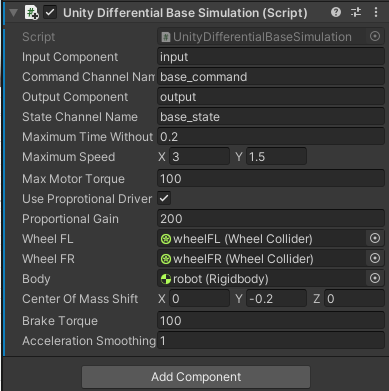 Unity Differential Base Simulation (Script)
Script UnityDifferentialBaseSimulation
Input Component input
Command Channel Nam base_command
Output Component output
State Channel Name base_state
Maximum Time Without 0.2
Maximum Speed X 3 Y 1.5
Max Motor Torque 100
Use Proprotional Driver
Proportional Gain 200
Wheel FL wheelFL (Wheel Collider)
Wheel FR wheelFR (Wheel Collider)
Body robot (Rigidbody)
Center Of Mass Shift X 0 Y -0.2 Z 0
Brake Torque 100
Acceleration Smoothing 1
Add Component